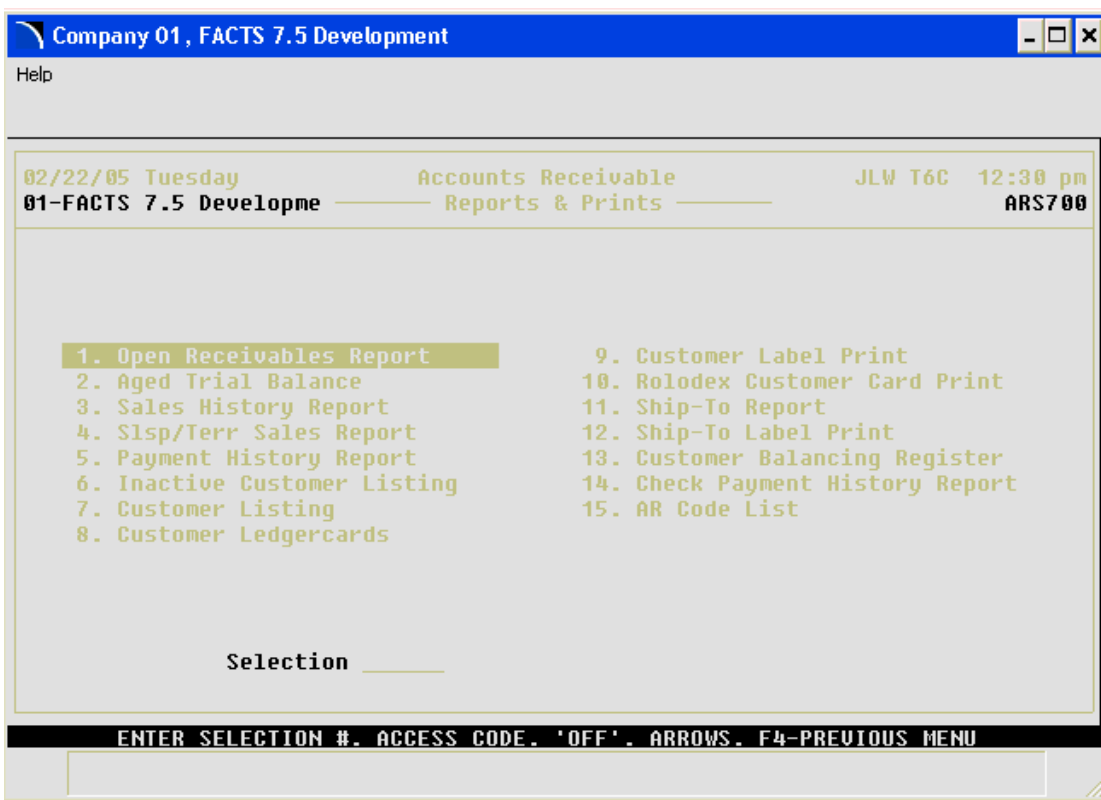 Company 01, FACTS 7.5 Development
Help
02/22/05 Tuesday Accounts Receivable JLW T6C 12:30 pm
01-FACTS 7.5 Developme Reports & Prints ARS700
1. Open Receivables Report 9. Customer Label Print
2. Aged Trial Balance 10. Rolodex Customer Card Print
3. Sales History Report 11. Ship-To Report
4. Slsp/Terr Sales Report 12. Ship-To Label Print
5. Payment History Report 13. Customer Balancing Register
6. Inactive Customer Listing 14. Check Payment History Report
7. Customer Listing 15. AR Code List
8. Customer Ledgercards
Selection ______
ENTER SELECTION #. ACCESS CODE. 'OFF'. ARROWS. F4-PREVIOUS MENU